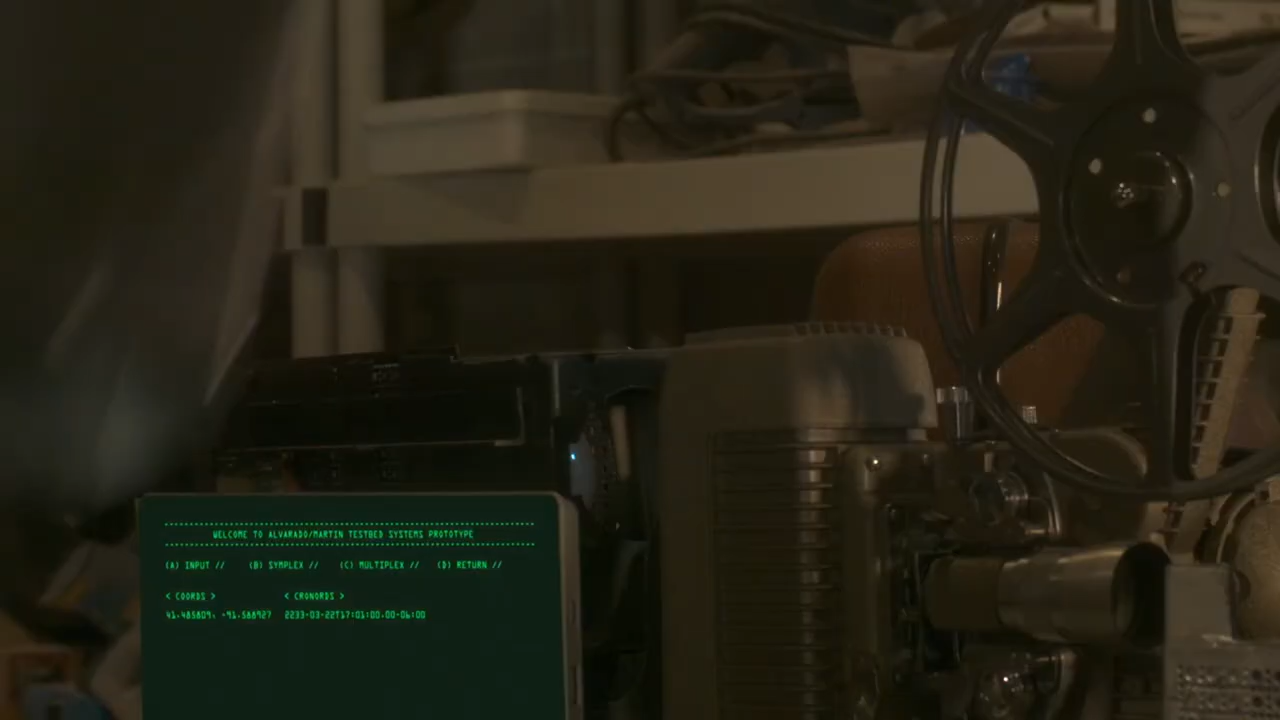 WELCOME TO ALVARADO/MARTIN TESTBED SYSTEMS PROTOTYPE
(A) INPUT // (B) SYMPLEX // (C) MULTIPLEX // (D) RETURN //
< COORDS > < CRONORDS >
41.485809, -91.588927 2233-03-22T17:01:00.00-06:00